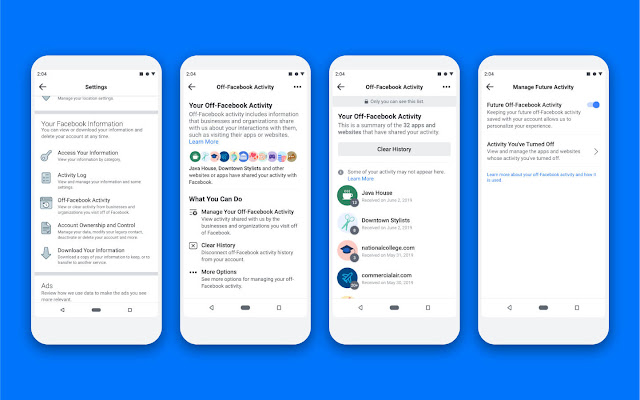 2:04
Settings
Manage your location settings.
Your Facebook Information
You can view or download your information and
delete your account at any time.
Access Your Information
View your information by category.
Activity Log
View and manage your information and some
settings.
Off-Facebook Activity
View or clear activity from businesses and
organizations you visit off of Facebook.
Account Ownership and Control
Manage your data, modify your legacy contact,
deactivate or delete your account and more.
Download Your Information
Download a copy of your information to keep, or to
transfer to another service.
Ads
Review how we use data to make the ads you see
more relevant.
2:04
Off-Facebook Activity
Your Off-Facebook Activity
Off-Facebook activity includes information
that businesses and organizations share
with us about your interactions with them,
such as visiting their apps or websites.
Learn More
Java House, Downtown Stylists and other
websites or apps have shared your activity with
Facebook.
What You Can Do
Manage Your Off-Facebook Activity
View activity shared with us by the
businesses and organizations you visit off
of Facebook.
Clear History
Disconnect off-Facebook activity history
from your account.
More Options
See more options for managing your off-
Facebook activity.
2:04
Off-Facebook Activity
Only you can see this list.
Your Off-Facebook Activity
This is a summary of the 32 apps and
websites that have shared your activity.
Clear History
Some of your activity may not appear here.
Learn More
Java House
Received on June 2, 2019
Downtown Stylists
Received on June 2, 2019
nationalcollege.com
Received on May 31, 2019
commercialair.com
Received on May 30, 2019
2:04
Manage Future Activity
Future Off-Facebook Activity
Keeping your future off-Facebook activity
saved with your account allows us to
personalize your experience.
Activity You've Turned Off
View and manage the apps and websites
whose activity you've turned off.
Learn more about your off-Facebook activity and how it
is used.